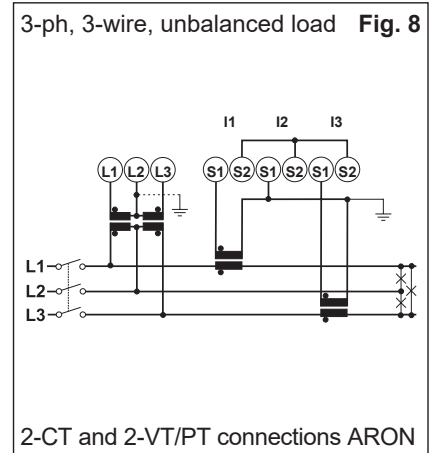 3-ph, 3-wire, unbalanced load Fig. 8
I1 I2 I3
L1 L2 L3 S1 S2 S1 S2 S1 S2
L1
L2
L3
2-CT and 2-VT/PT connections ARON